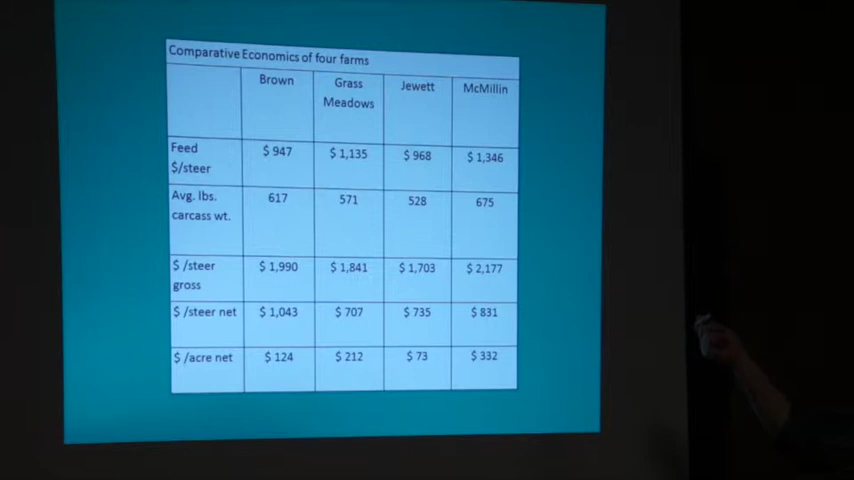 Comparative Economics of four farms
Brown Grass Meadows Jewett McMillin
Feed $/steer $ 947 $ 1,135 $ 968 $ 1,346
Avg. lbs. carcass wt. 617 571 528 675
$ /steer gross $ 1,990 $ 1,841 $ 1,703 $ 2,177
$ /steer net $ 1,043 $ 707 $ 735 $ 831
$ /acre net $ 124 $ 212 $ 73 $ 332